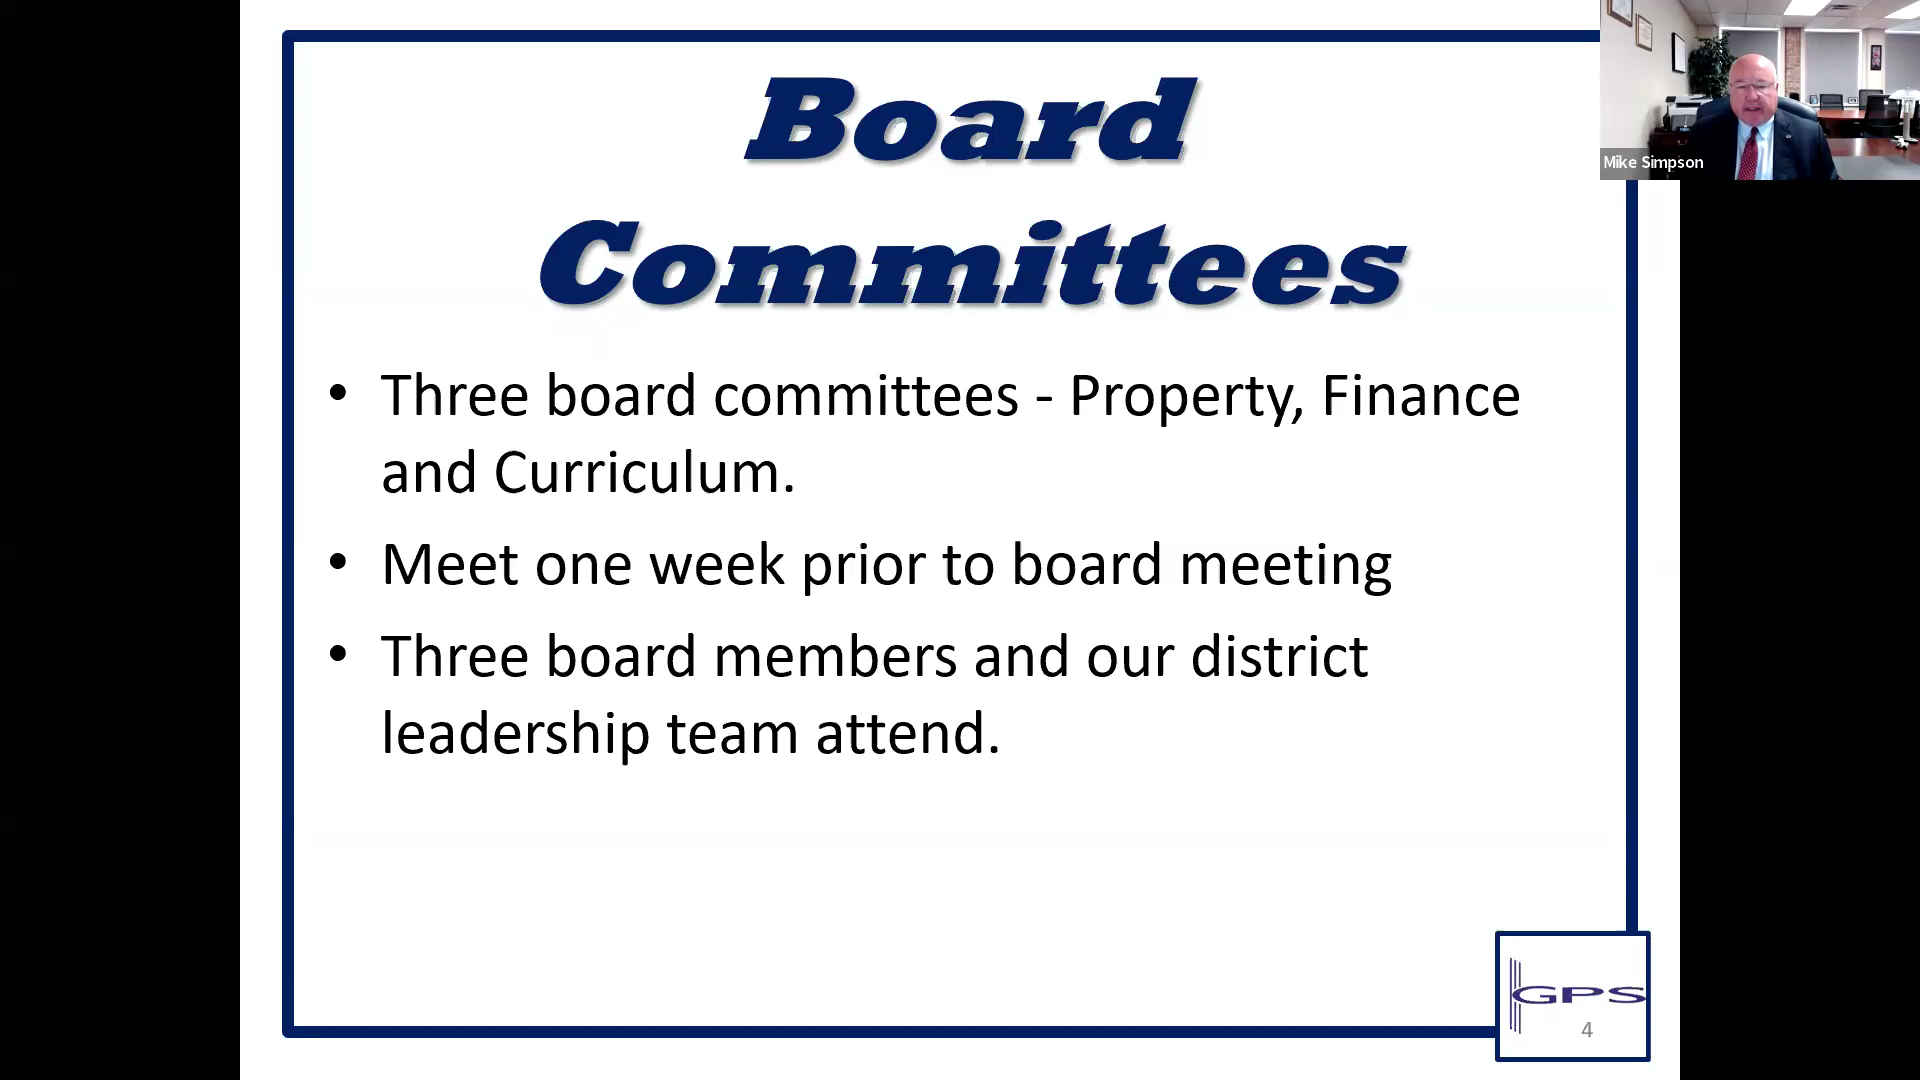 Board
Committees
Mike Simpson
• Three board committees - Property, Finance
and Curriculum.
• Meet one week prior to board meeting
• Three board members and our district
leadership team attend.
GPS
4